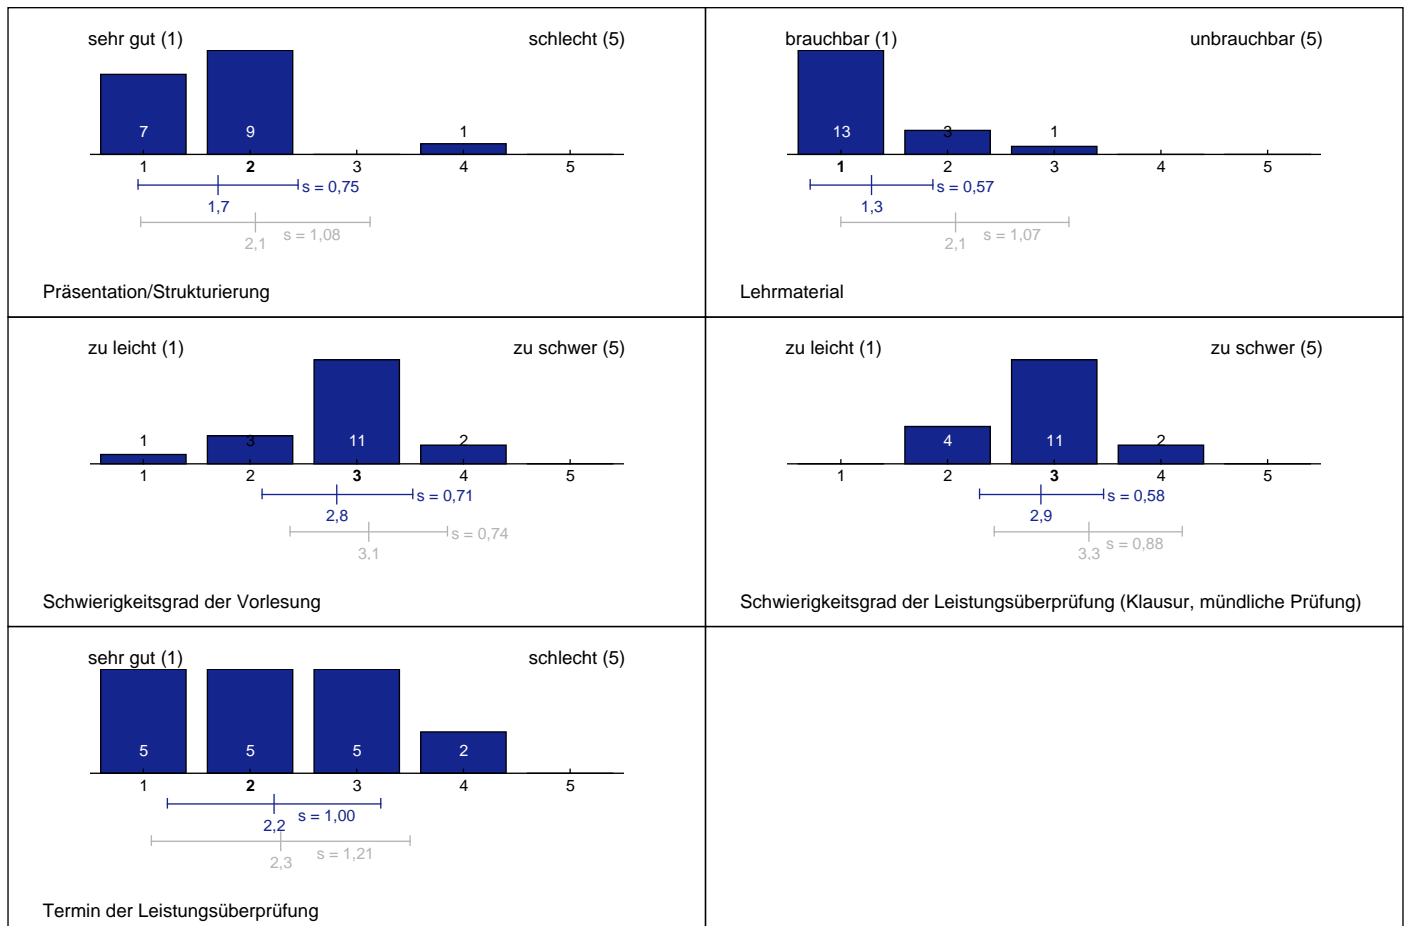 sehr gut (1) schlecht (5)
7 9 1
1 2 3 4 5
s = 0,75
1,7
s = 1,08
2,1
Präsentation/Strukturierung
brauchbar (1) unbrauchbar (5)
13 3 1
1 2 3 4 5
s = 0,57
1,3
s = 1,07
2,1
Lehrmaterial
zu leicht (1) zu schwer (5)
1 3 11 2
1 2 3 4 5
s = 0,71
2,8
s = 0,74
3,1
Schwierigkeitsgrad der Vorlesung
zu leicht (1) zu schwer (5)
4 11 2
1 2 3 4 5
s = 0,58
2,9
s = 0,88
3,3
Schwierigkeitsgrad der Leistungsüberprüfung (Klausur, mündliche Prüfung)
sehr gut (1) schlecht (5)
5 5 5 2
1 2 3 4 5
s = 1,00
2,2
s = 1,21
2,3
Termin der Leistungsüberprüfung